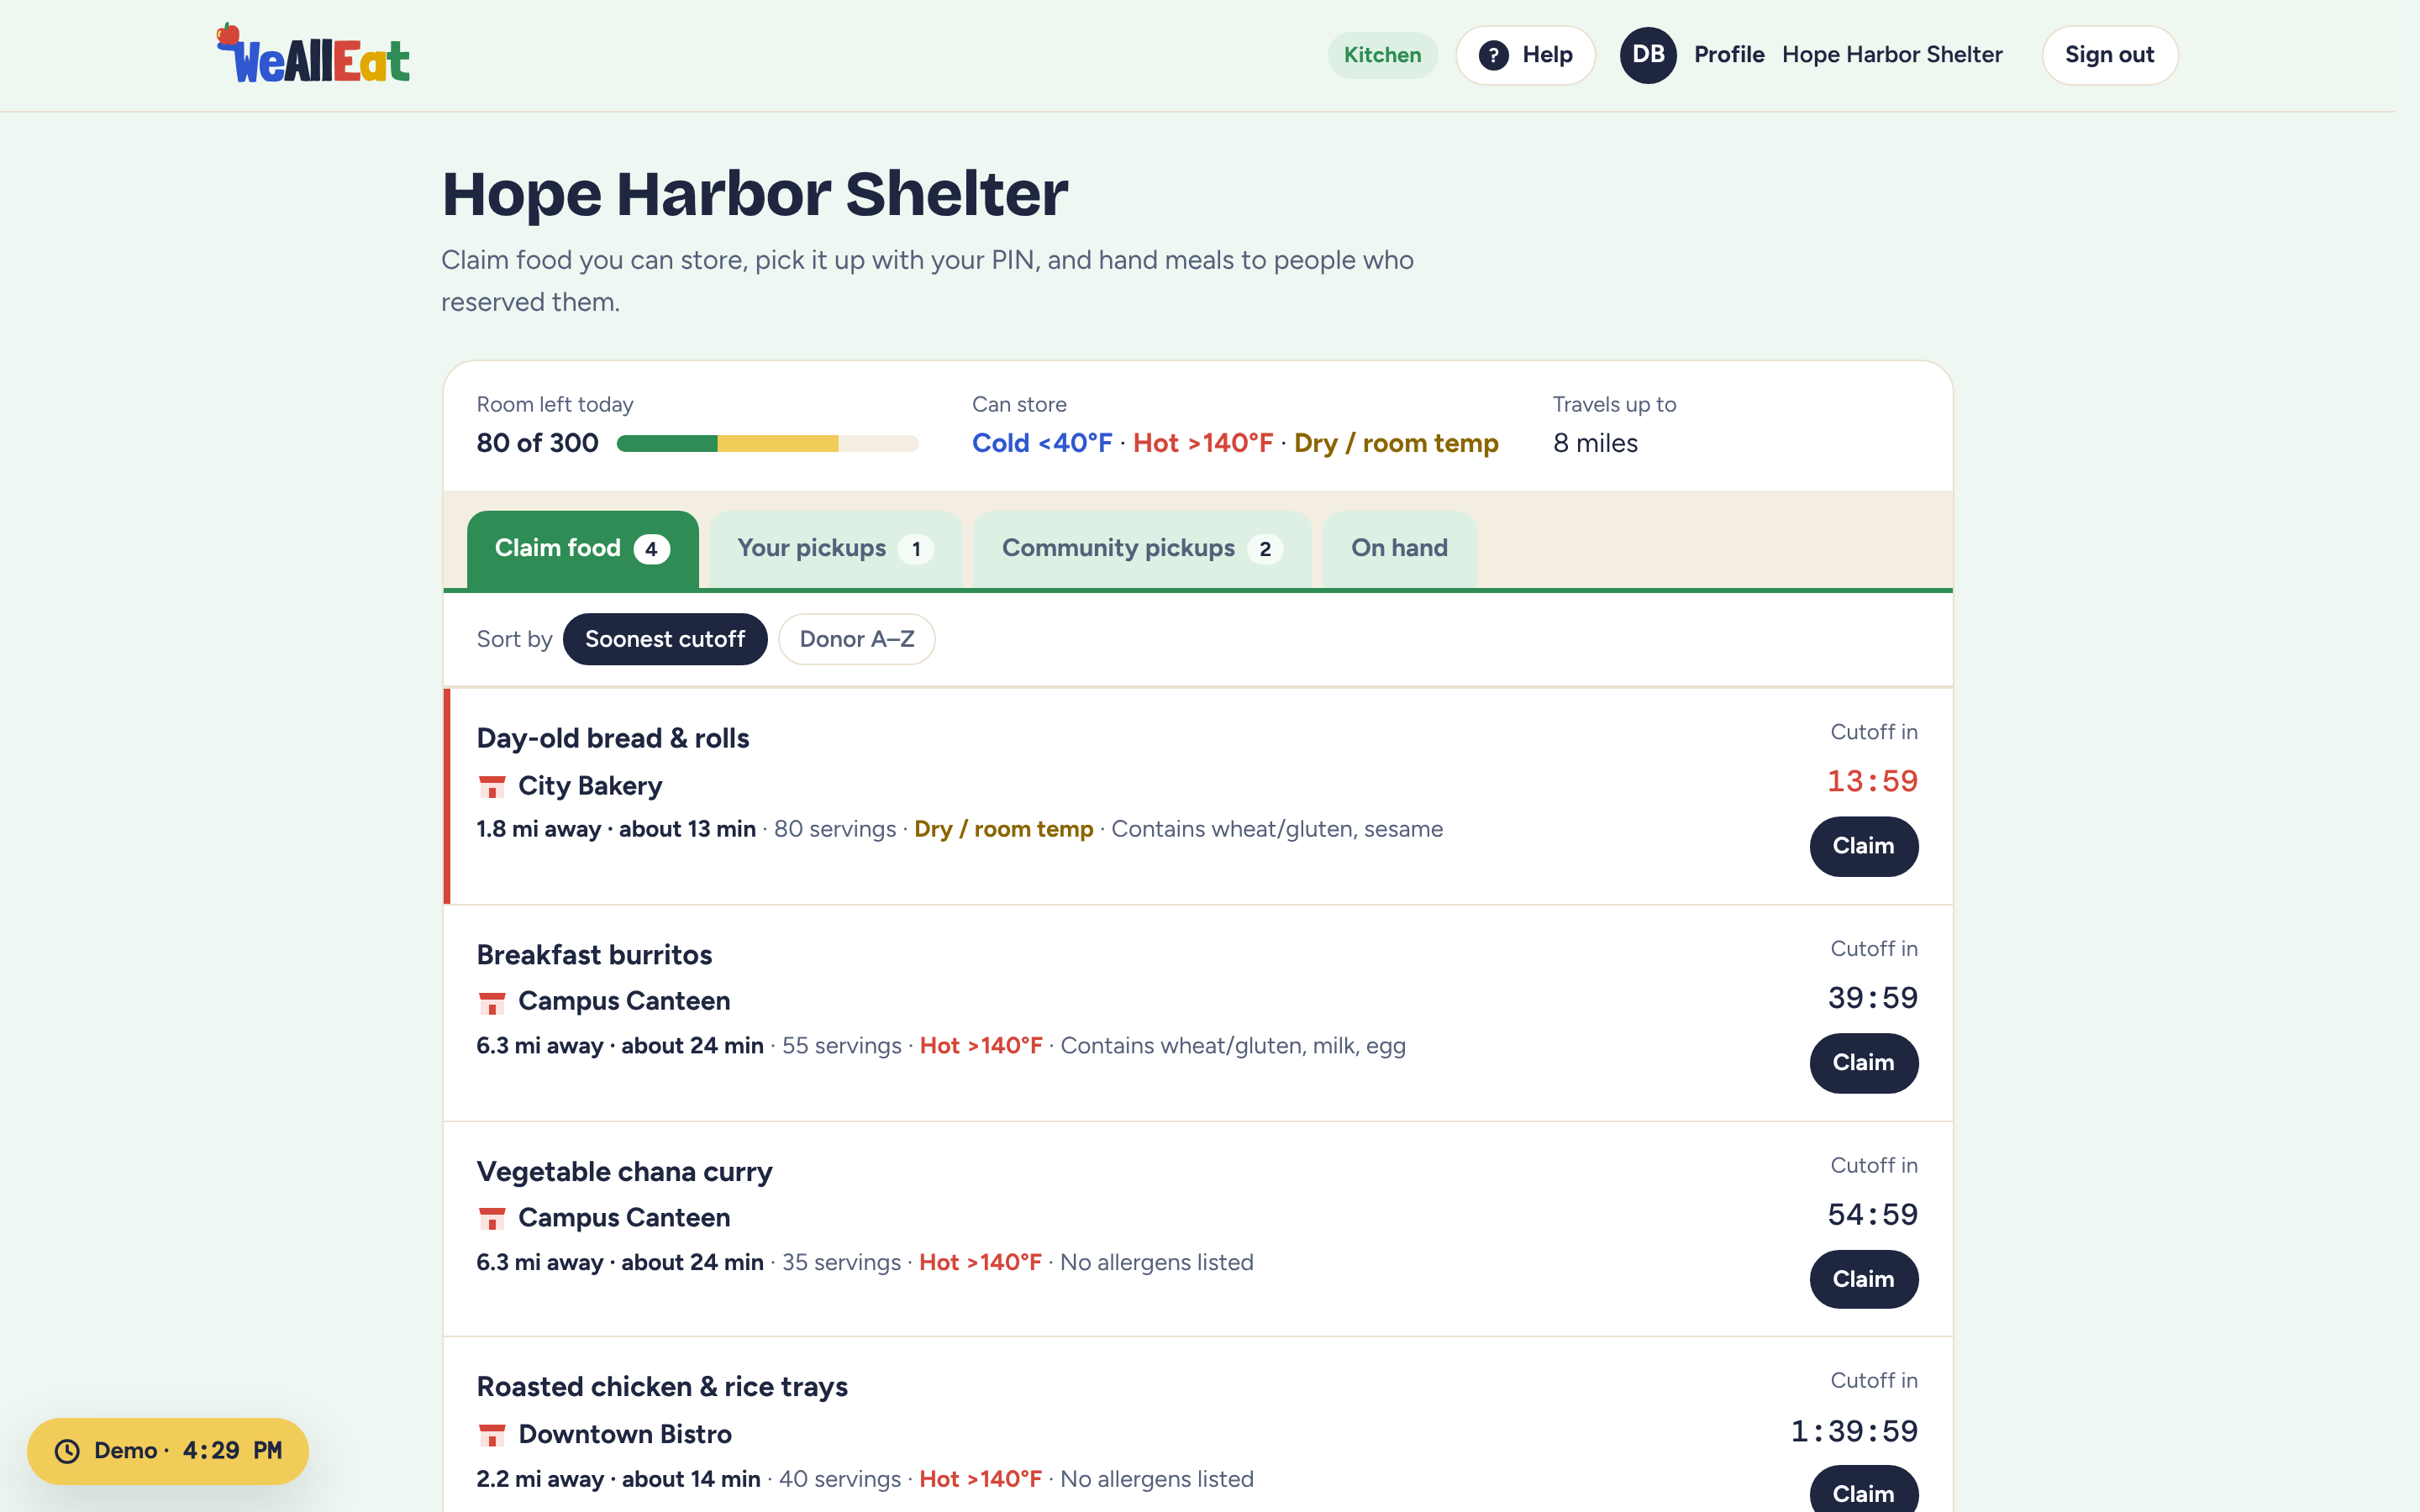 WeAllEat
Kitchen
? Help
DB Profile Hope Harbor Shelter
Sign out
Hope Harbor Shelter
Claim food you can store, pick it up with your PIN, and hand meals to people who
reserved them.
Room left today
80 of 300
Can store
Cold <40°F · Hot >140°F · Dry / room temp
Travels up to
8 miles
Claim food 4
Your pickups 1
Community pickups 2
On hand
Sort by Soonest cutoff Donor A–Z
Day-old bread & rolls
City Bakery
1.8 mi away · about 13 min · 80 servings · Dry / room temp · Contains wheat/gluten, sesame
Cutoff in
13:59
Claim
Breakfast burritos
Campus Canteen
6.3 mi away · about 24 min · 55 servings · Hot >140°F · Contains wheat/gluten, milk, egg
Cutoff in
39:59
Claim
Vegetable chana curry
Campus Canteen
6.3 mi away · about 24 min · 35 servings · Hot >140°F · No allergens listed
Cutoff in
54:59
Claim
Roasted chicken & rice trays
Downtown Bistro
2.2 mi away · about 14 min · 40 servings · Hot >140°F · No allergens listed
Cutoff in
1:39:59
Claim
Demo · 4:29 PM